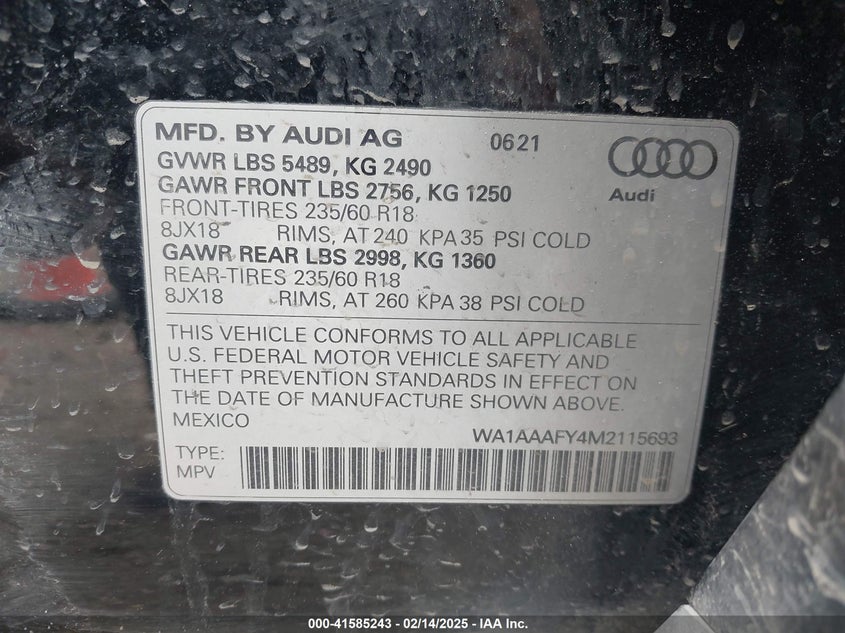 MFD. BY AUDI AG 0621
GVWR LBS 5489, KG 2490
GAWR FRONT LBS 2756, KG 1250
Audi
FRONT-TIRES 235/60 R18
8JX18 RIMS, AT 240 KPA 35 PSI COLD
GAWR REAR LBS 2998, KG 1360
REAR-TIRES 235/60 R18
8JX18 RIMS, AT 260 KPA 38 PSI COLD
THIS VEHICLE CONFORMS TO ALL APPLICABLE
U.S. FEDERAL MOTOR VEHICLE SAFETY AND
THEFT PREVENTION STANDARDS IN EFFECT ON
THE DATE OF MANUFACTURE SHOWN ABOVE.
MEXICO
WA1AAAFY4M2115693
TYPE:
MPV
000-41585243 - 02/14/2025 - IAA Inc.